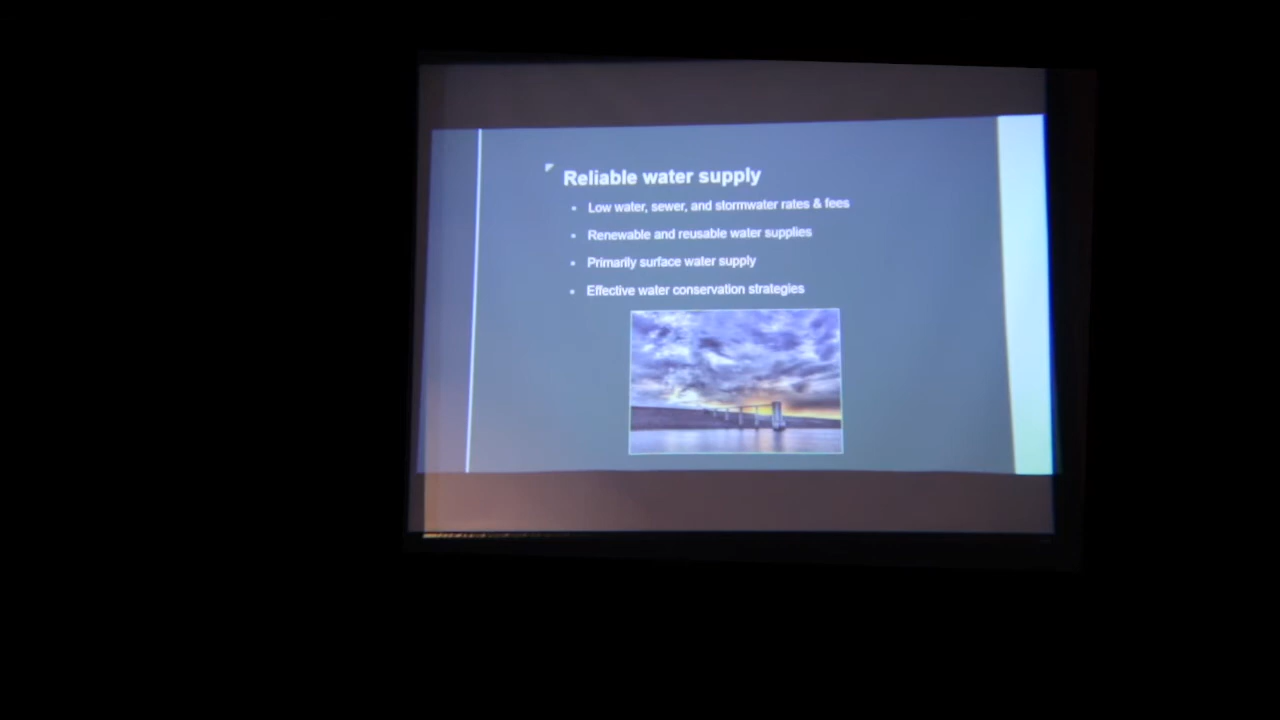 Reliable water supply
Low water, sewer, and stormwater rates & fees
Renewable and reusable water supplies
Primarily surface water supply
Effective water conservation strategies